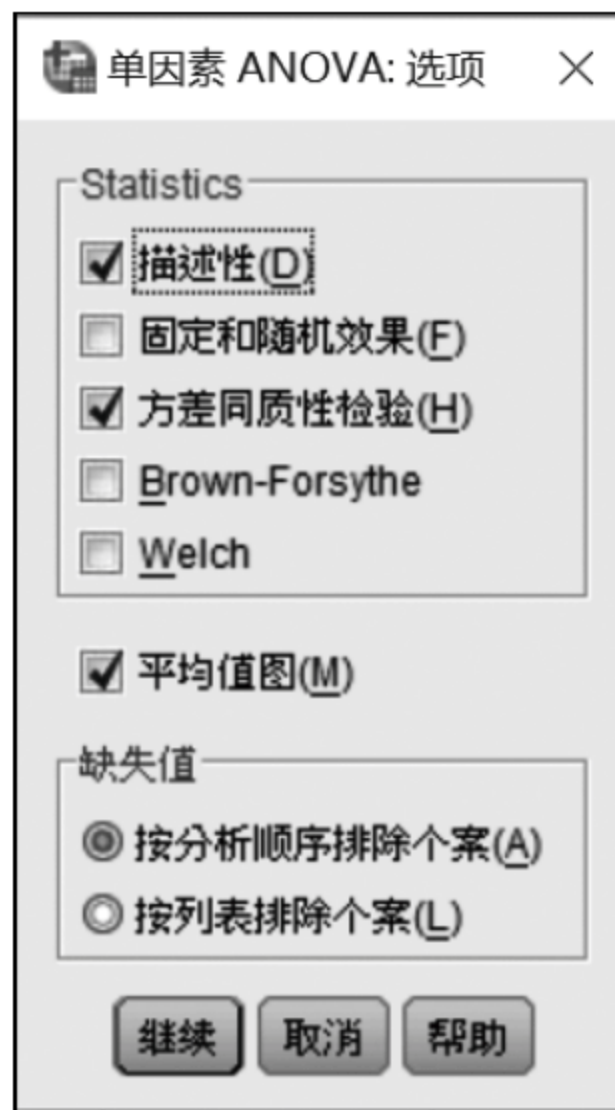 单因素 ANOVA: 选项
Statistics
描述性(D)
固定和随机效果(F)
方差同质性检验(H)
Brown-Forsythe
Welch
平均值图(M)
缺失值
按分析顺序排除个案(A)
按列表排除个案(L)
继续 取消 帮助